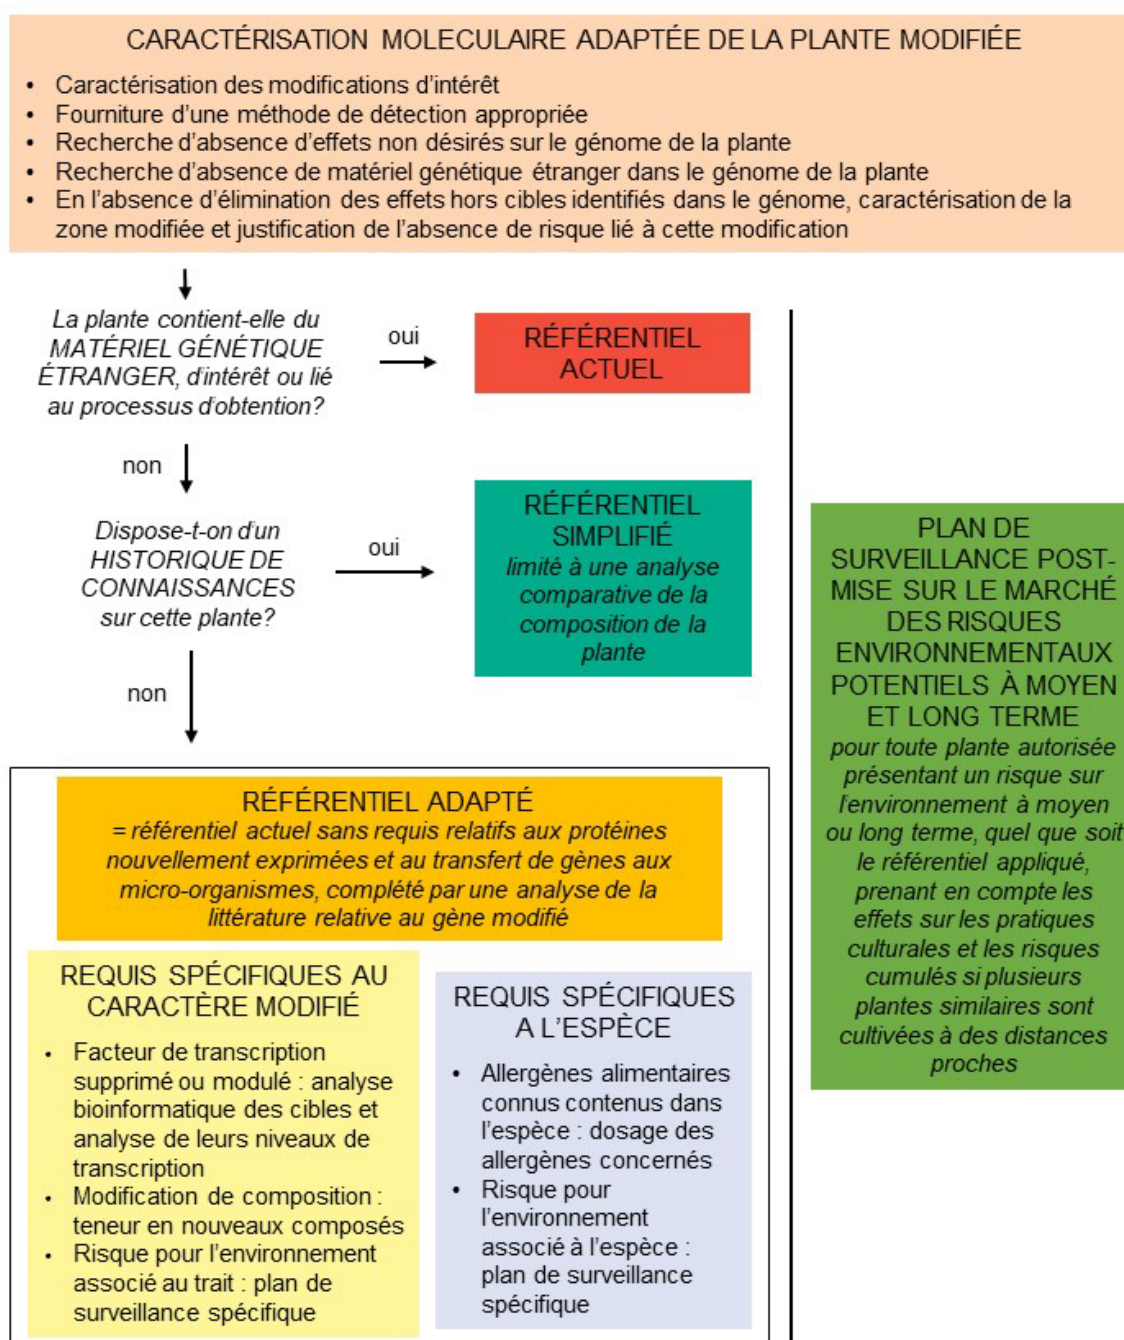 CARACTÉRISATION MOLECULAIRE ADAPTÉE DE LA PLANTE MODIFIÉE
• Caractérisation des modifications d'intérêt
• Fourniture d'une méthode de détection appropriée
• Recherche d'absence d'effets non désirés sur le génome de la plante
• Recherche d'absence de matériel génétique étranger dans le génome de la plante
• En l'absence d'élimination des effets hors cibles identifiés dans le génome, caractérisation de la
zone modifiée et justification de l'absence de risque lié à cette modification
La plante contient-elle du
MATÉRIEL GÉNÉTIQUE
ÉTRANGER, d'intérêt ou lié
au processus d'obtention?
oui
RÉFÉRENTIEL
ACTUEL
non
Dispose-t-on d'un
HISTORIQUE DE
CONNAISSANCES
sur cette plante?
oui
RÉFÉRENTIEL
SIMPLIFIÉ
limité à une analyse
comparative de la
composition de la
plante
non
RÉFÉRENTIEL ADAPTÉ
= référentiel actuel sans requis relatifs aux protéines
nouvellement exprimées et au transfert de gènes aux
micro-organismes, complété par une analyse de la
littérature relative au gène modifié
REQUIS SPÉCIFIQUES AU
CARACTÈRE MODIFIÉ
• Facteur de transcription
supprimé ou modulé : analyse
bioinformatique des cibles et
analyse de leurs niveaux de
transcription
• Modification de composition :
teneur en nouveaux composés
• Risque pour l'environnement
associé au trait : plan de
surveillance spécifique
REQUIS SPÉCIFIQUES
A L'ESPÈCE
• Allergènes alimentaires
connus contenus dans
l'espèce : dosage des
allergènes concernés
• Risque pour
l'environnement
associé à l'espèce :
plan de surveillance
spécifique
PLAN DE
SURVEILLANCE POST-
MISE SUR LE MARCHÉ
DES RISQUES
ENVIRONNEMENTAUX
POTENTIELS À MOYEN
ET LONG TERME
pour toute plante autorisée
présentant un risque sur
l'environnement à moyen
ou long terme, quel que soit
le référentiel appliqué,
prenant en compte les
effets sur les pratiques
culturales et les risques
cumulés si plusieurs
plantes similaires sont
cultivées à des distances
proches